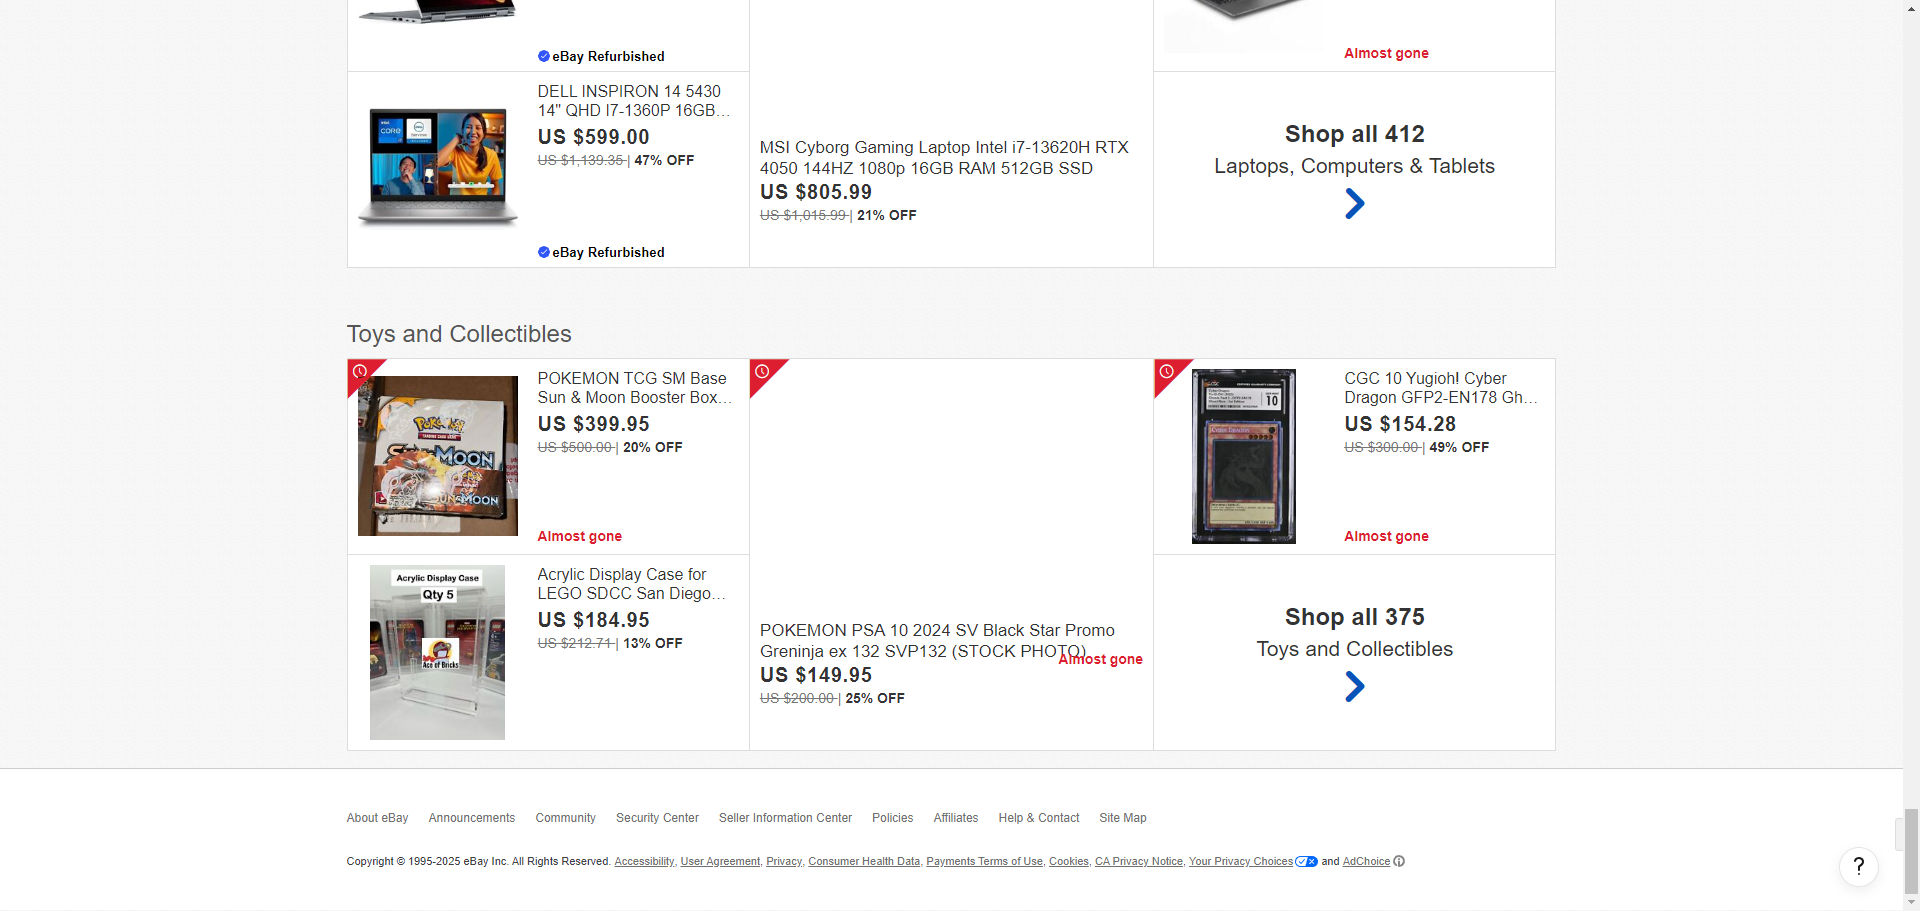 eBay Refurbished
Almost gone
DELL INSPIRON 14 5430
14" QHD I7-1360P 16GB…
US $599.00
US $1,139.35 | 47% OFF
eBay Refurbished
MSI Cyborg Gaming Laptop Intel i7-13620H RTX
4050 144HZ 1080p 16GB RAM 512GB SSD
US $805.99
US $1,015.99 | 21% OFF
Shop all 412
Laptops, Computers & Tablets
Toys and Collectibles
POKEMON TCG SM Base
Sun & Moon Booster Box…
US $399.95
US $500.00 | 20% OFF
Almost gone
Acrylic Display Case for
LEGO SDCC San Diego…
US $184.95
US $212.71 | 13% OFF
Acrylic Display Case
Qty 5
Ace of Bricks
POKEMON PSA 10 2024 SV Black Star Promo
Greninja ex 132 SVP132 (STOCK PHOTO)
Almost gone
US $149.95
US $200.00 | 25% OFF
CGC 10 Yugioh! Cyber
Dragon GFP2-EN178 Gh…
US $154.28
US $300.00 | 49% OFF
Almost gone
Shop all 375
Toys and Collectibles
About eBay Announcements Community Security Center Seller Information Center Policies Affiliates Help & Contact Site Map
Copyright © 1995-2025 eBay Inc. All Rights Reserved. Accessibility, User Agreement, Privacy, Consumer Health Data, Payments Terms of Use, Cookies, CA Privacy Notice, Your Privacy Choices and AdChoice
?